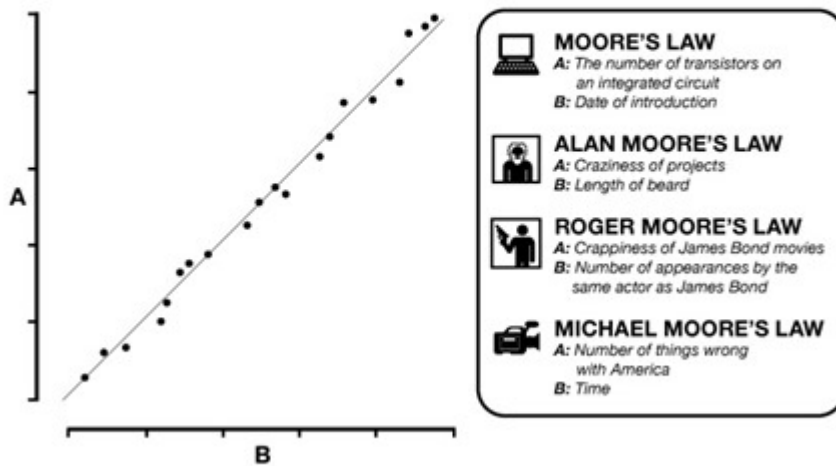 A
B
MOORE'S LAW
A: The number of transistors on
an integrated circuit
B: Date of introduction
ALAN MOORE'S LAW
A: Craziness of projects
B: Length of beard
ROGER MOORE'S LAW
A: Crappiness of James Bond movies
B: Number of appearances by the
same actor as James Bond
MICHAEL MOORE'S LAW
A: Number of things wrong
with America
B: Time